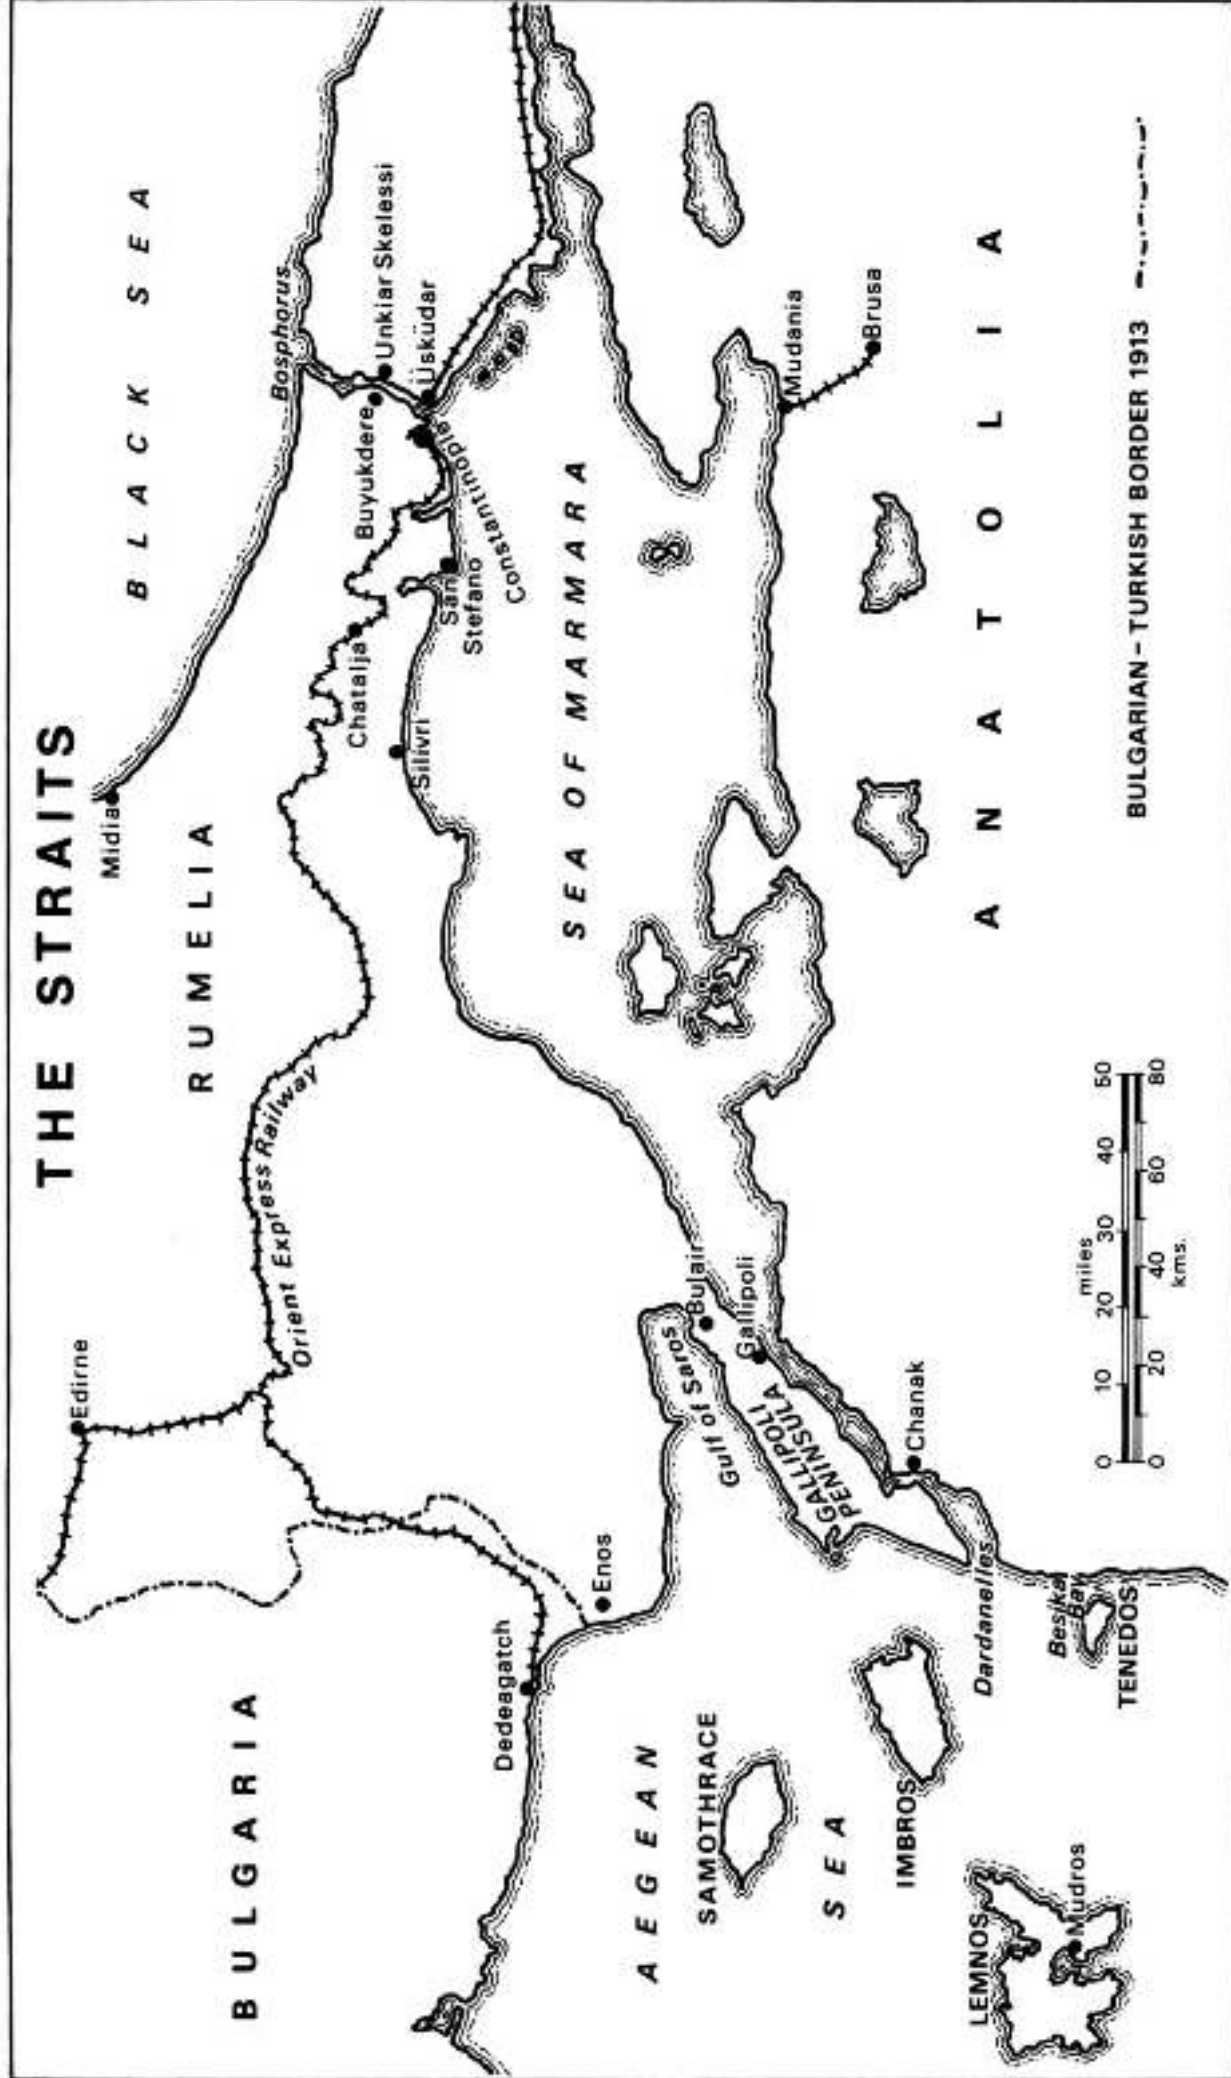 THE STRAITS
BLACK SEA
BULGARIA
RUMELIA
Edirne
Midia
Orient Express Railway
Bosphorus
Buyukdere
Unkiar Skelessi
Üsküdar
Constantinople
Chatalja
San
Stefano
Silivri
Dedeagatch
Enos
SEA OF MARMARA
AEGEAN
SEA
SAMOTHRACE
IMBROS
LEMNOS
Mudros
TENEDOS
Besika
Bay
Dardanelles
Gulf of Saros
Bulair
Gallipoli
GALLIPOLI
PENINSULA
Chanak
Mudania
Brusa
ANATOLIA
miles
0 10 20 30 40 50
0 20 40 60 80
kms.
BULGARIAN-TURKISH BORDER 1913